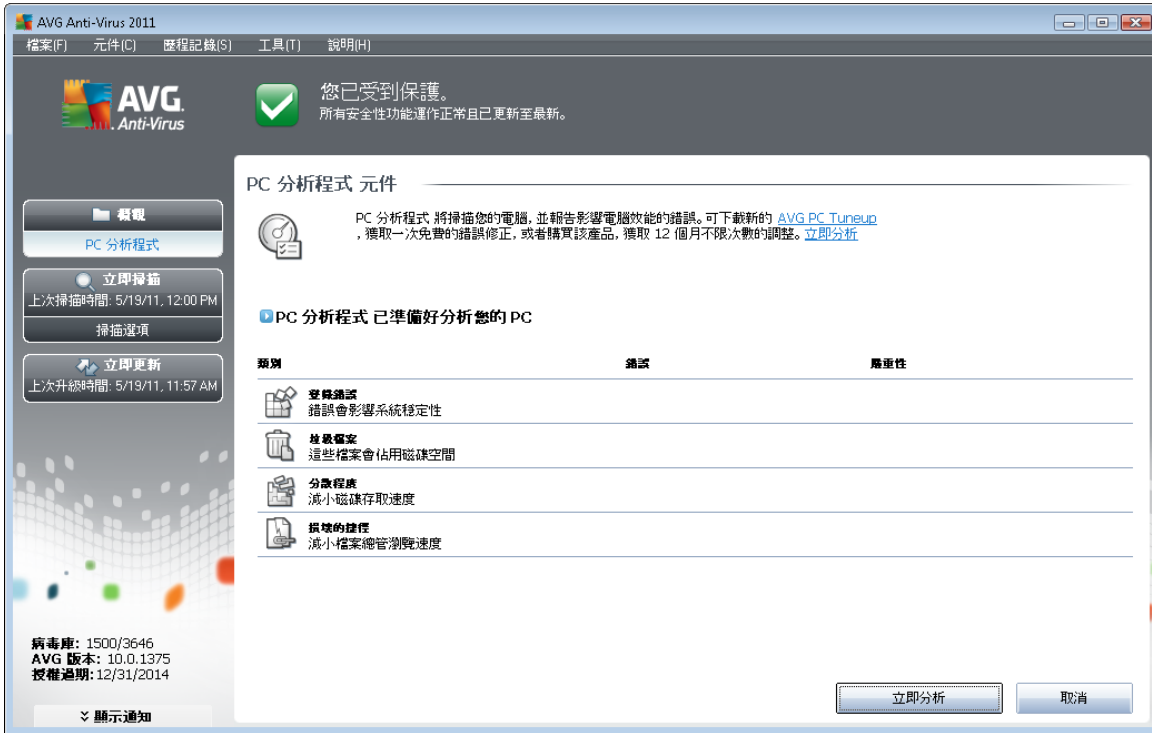 AVG Anti-Virus 2011
檔案(F) 元件(C) 歷程記錄(S) 工具(T) 說明(H)
AVG.
Anti-Virus
您已受到保護。
所有安全性功能運作正常且已更新至最新。
概觀
PC 分析程式
立即掃描
上次掃描時間: 5/19/11, 12:00 PM
掃描選項
立即更新
上次升級時間: 5/19/11, 11:57 AM
病毒庫: 1500/3646
AVG 版本: 10.0.1375
授權過期:12/31/2014
顯示通知
PC 分析程式 元件
PC 分析程式 將掃描您的電腦, 並報告影響電腦效能的錯誤。可下載新的 AVG PC Tuneup
, 獲取一次免費的錯誤修正, 或者購買該產品, 獲取 12 個月不限次數的調整。立即分析
PC 分析程式 已準備好分析您的 PC
類別 錯誤 嚴重性
登錄錯誤
錯誤會影響系統穩定性
垃圾檔案
這些檔案會佔用磁碟空間
分散程度
減小磁碟存取速度
損壞的捷徑
減小檔案總管瀏覽速度
立即分析 取消